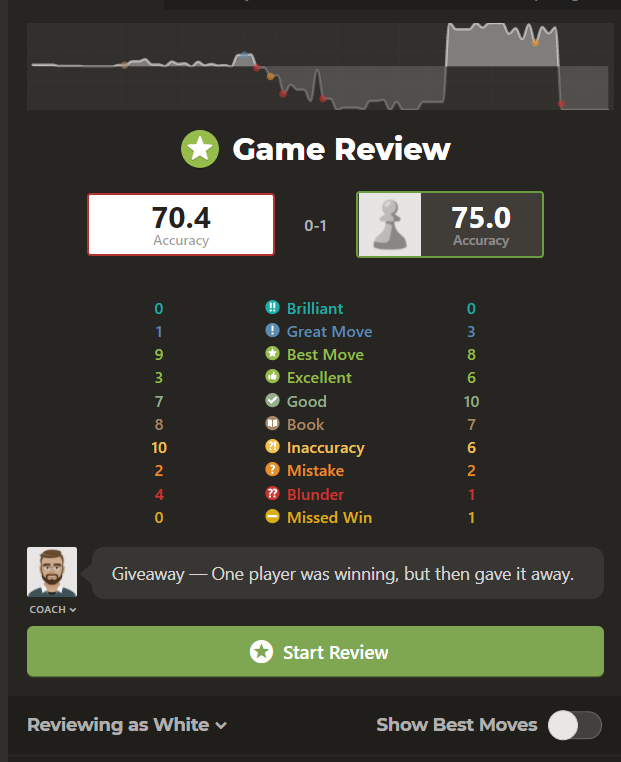 Game Review
70.4
Accuracy
0-1
75.0
Accuracy
0 !! Brilliant 0
1 ! Great Move 3
9 Best Move 8
3 Excellent 6
7 Good 10
8 Book 7
10 ?! Inaccuracy 6
2 ? Mistake 2
4 ?? Blunder 1
0 Missed Win 1
Giveaway — One player was winning, but then gave it away.
COACH
Start Review
Reviewing as White
Show Best Moves